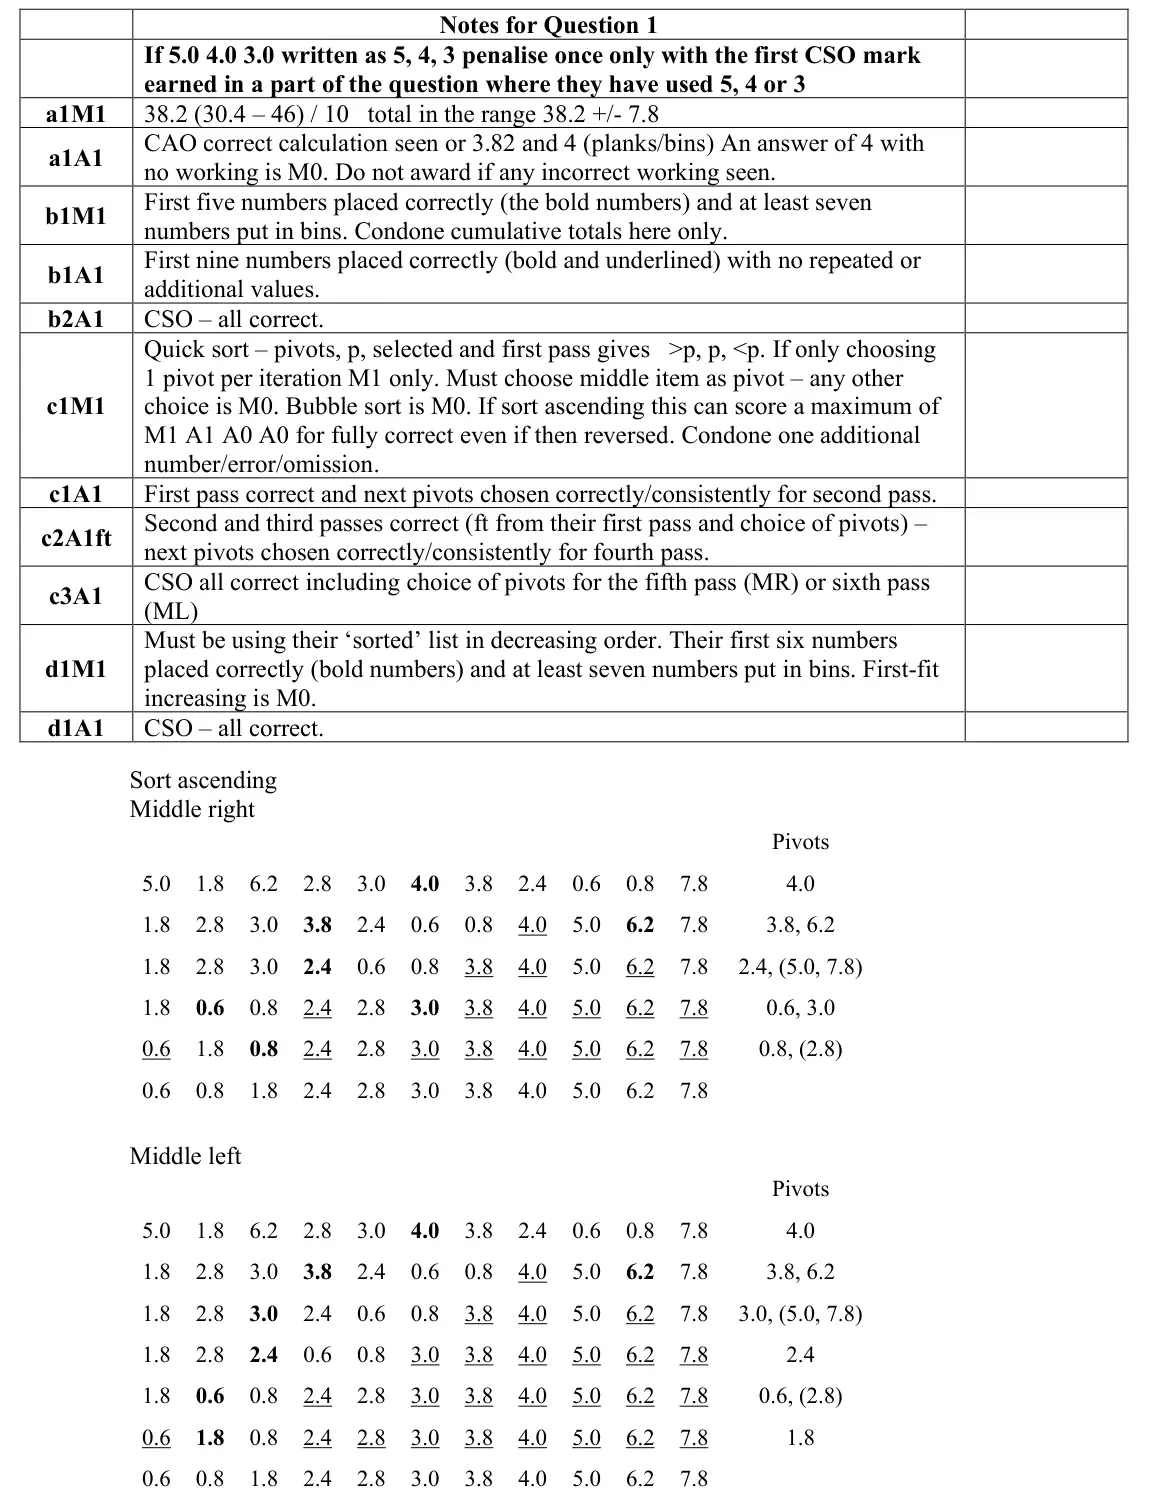 Notes for Question 1
If 5.0 4.0 3.0 written as 5, 4, 3 penalise once only with the first CSO mark
earned in a part of the question where they have used 5, 4 or 3
a1M1 38.2 (30.4 – 46) / 10 total in the range 38.2 +/- 7.8
a1A1 CAO correct calculation seen or 3.82 and 4 (planks/bins) An answer of 4 with
no working is M0. Do not award if any incorrect working seen.
b1M1 First five numbers placed correctly (the bold numbers) and at least seven
numbers put in bins. Condone cumulative totals here only.
b1A1 First nine numbers placed correctly (bold and underlined) with no repeated or
additional values.
b2A1 CSO – all correct.
c1M1 Quick sort – pivots, p, selected and first pass gives >p, p, <p. If only choosing
1 pivot per iteration M1 only. Must choose middle item as pivot – any other
choice is M0. Bubble sort is M0. If sort ascending this can score a maximum of
M1 A1 A0 A0 for fully correct even if then reversed. Condone one additional
number/error/omission.
c1A1 First pass correct and next pivots chosen correctly/consistently for second pass.
c2A1ft Second and third passes correct (ft from their first pass and choice of pivots) –
next pivots chosen correctly/consistently for fourth pass.
c3A1 CSO all correct including choice of pivots for the fifth pass (MR) or sixth pass
(ML)
d1M1 Must be using their ‘sorted’ list in decreasing order. Their first six numbers
placed correctly (bold numbers) and at least seven numbers put in bins. First-fit
increasing is M0.
d1A1 CSO – all correct.
Sort ascending
Middle right
Pivots
5.0 1.8 6.2 2.8 3.0 4.0 3.8 2.4 0.6 0.8 7.8 4.0
1.8 2.8 3.0 3.8 2.4 0.6 0.8 4.0 5.0 6.2 7.8 3.8, 6.2
1.8 2.8 3.0 2.4 0.6 0.8 3.8 4.0 5.0 6.2 7.8 2.4, (5.0, 7.8)
1.8 0.6 0.8 2.4 2.8 3.0 3.8 4.0 5.0 6.2 7.8 0.6, 3.0
0.6 1.8 0.8 2.4 2.8 3.0 3.8 4.0 5.0 6.2 7.8 0.8, (2.8)
0.6 0.8 1.8 2.4 2.8 3.0 3.8 4.0 5.0 6.2 7.8
Middle left
Pivots
5.0 1.8 6.2 2.8 3.0 4.0 3.8 2.4 0.6 0.8 7.8 4.0
1.8 2.8 3.0 3.8 2.4 0.6 0.8 4.0 5.0 6.2 7.8 3.8, 6.2
1.8 2.8 3.0 2.4 0.6 0.8 3.8 4.0 5.0 6.2 7.8 3.0, (5.0, 7.8)
1.8 2.8 2.4 0.6 0.8 3.0 3.8 4.0 5.0 6.2 7.8 2.4
1.8 0.6 0.8 2.4 2.8 3.0 3.8 4.0 5.0 6.2 7.8 0.6, (2.8)
0.6 1.8 0.8 2.4 2.8 3.0 3.8 4.0 5.0 6.2 7.8 1.8
0.6 0.8 1.8 2.4 2.8 3.0 3.8 4.0 5.0 6.2 7.8